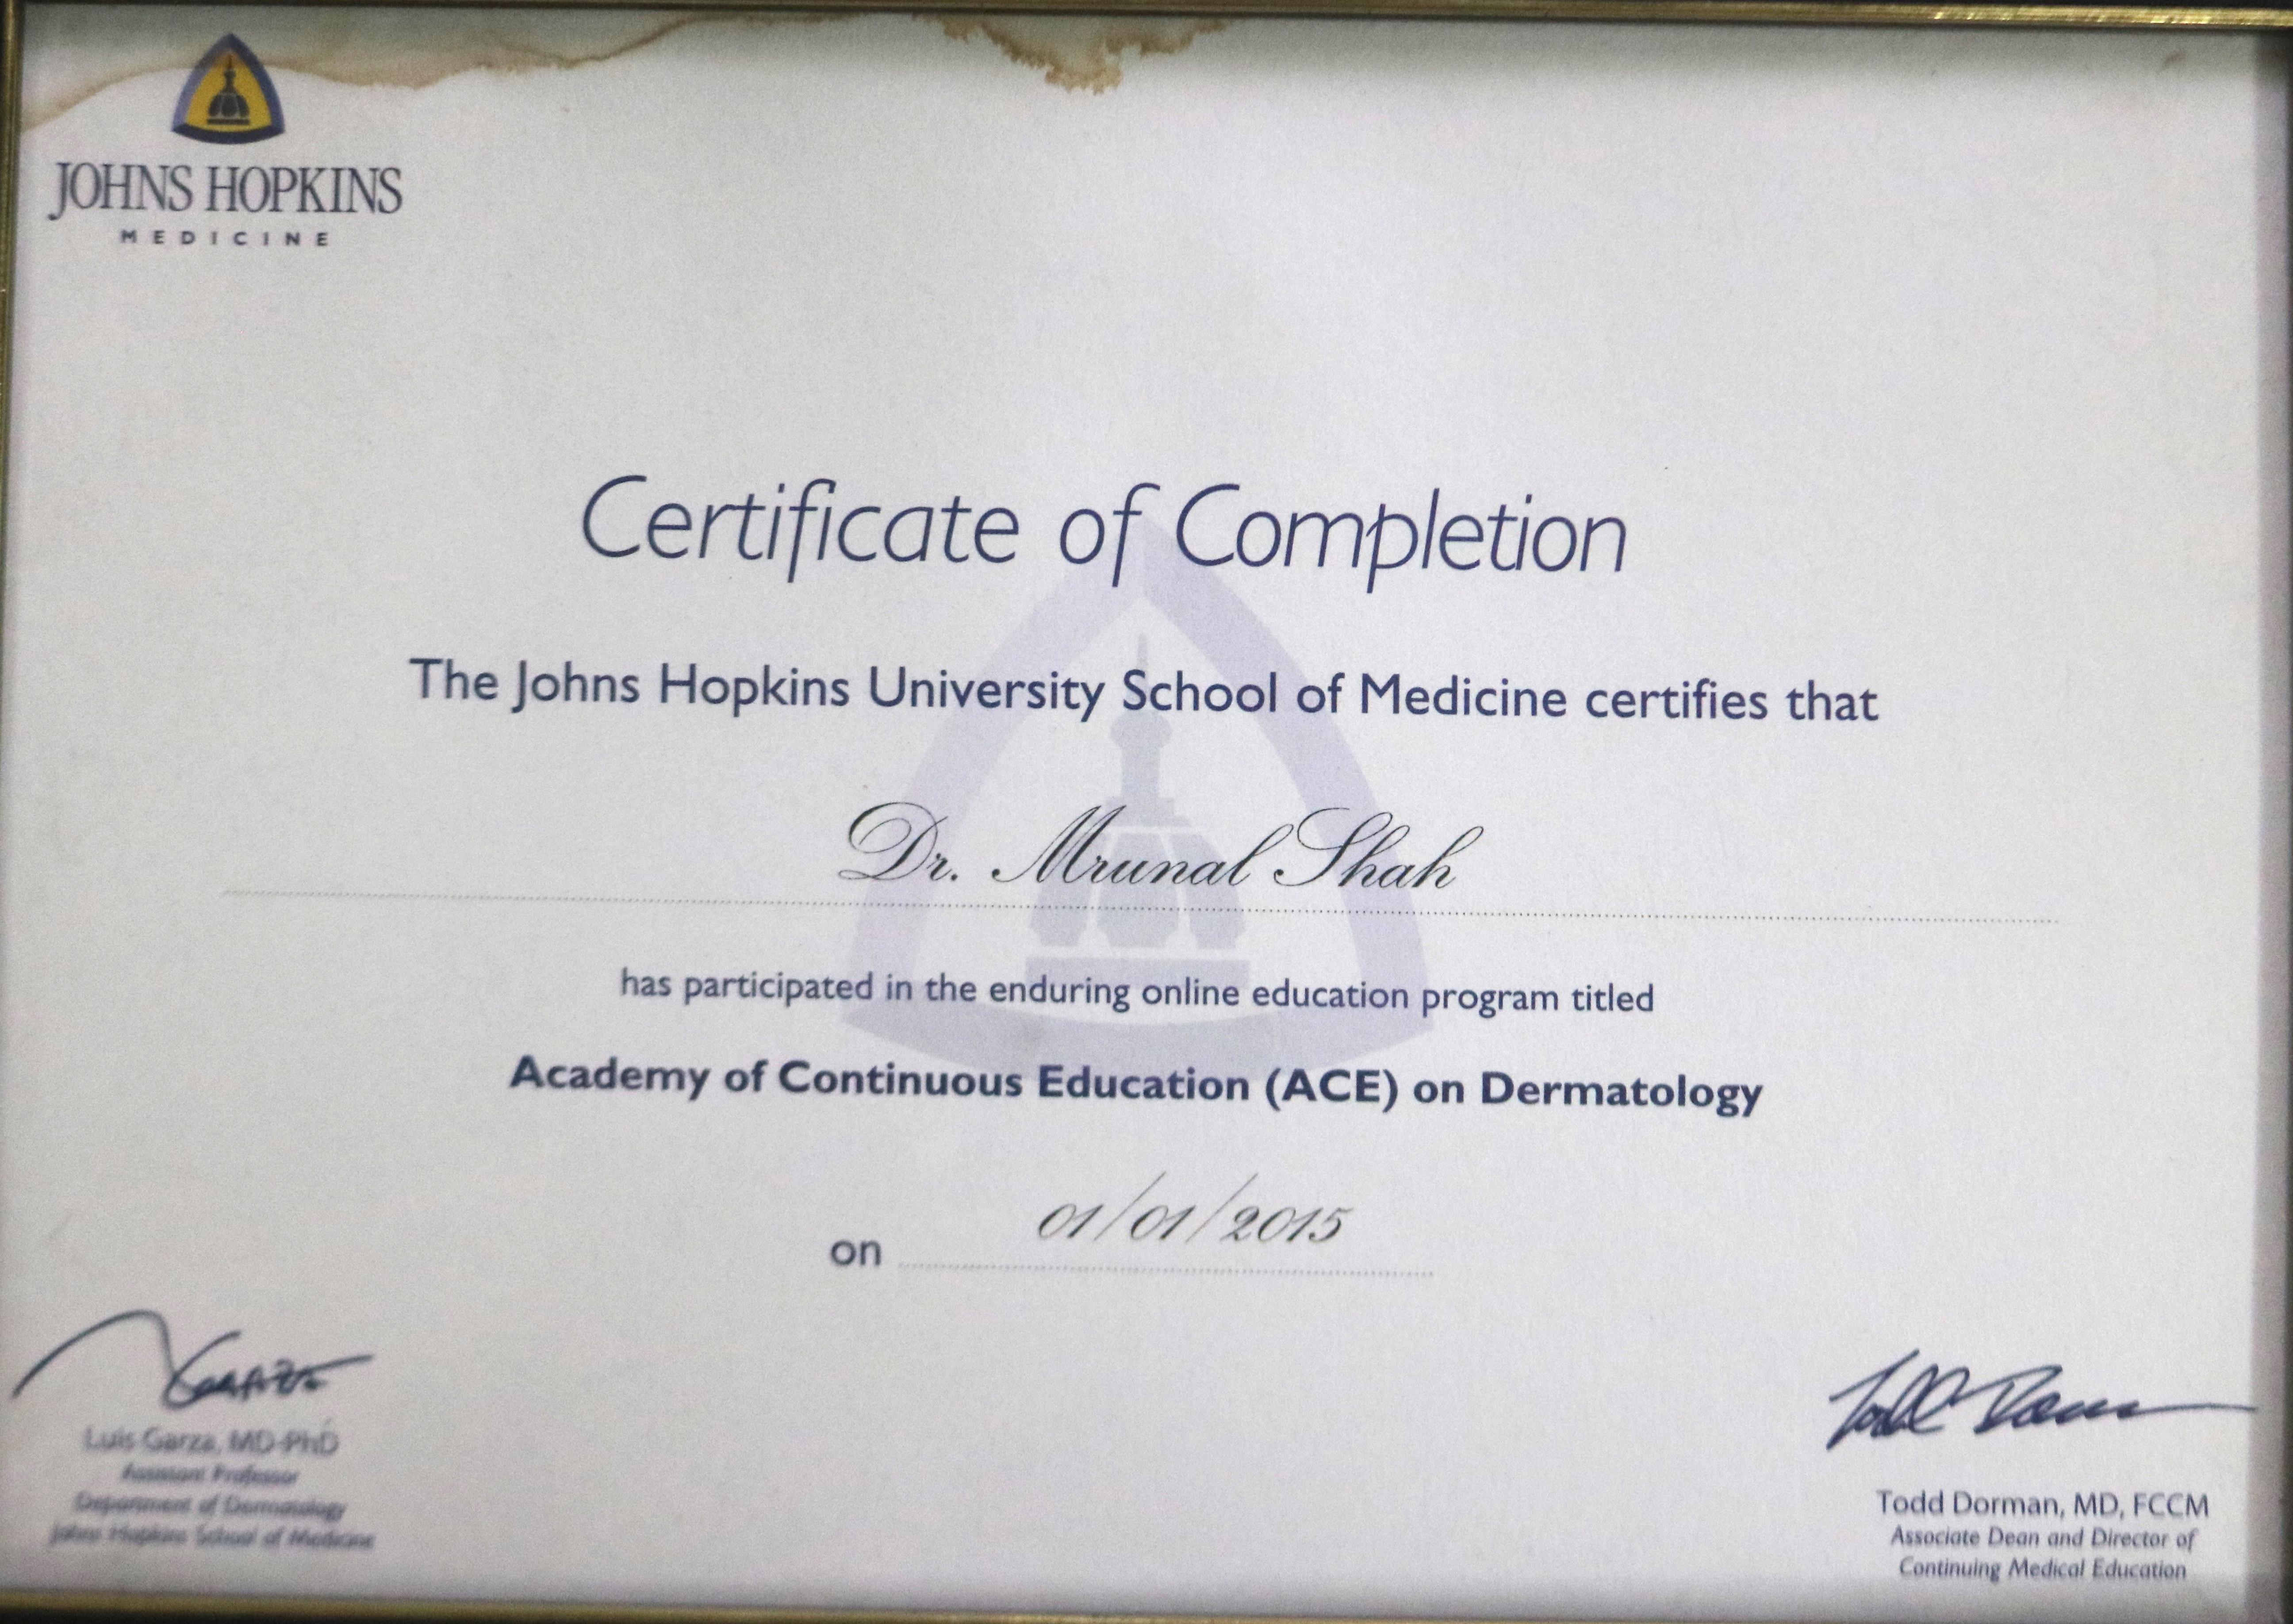 JOHNS HOPKINS
MEDICINE
Certificate of Completion
The Johns Hopkins University School of Medicine certifies that
Dr. Mrunal Shah
has participated in the enduring online education program titled
Academy of Continuous Education (ACE) on Dermatology
on 01/01/2015
Garza
Luis Garza, MD-PhD
Assistant Professor
Department of Dermatology
Johns Hopkins School of Medicine
Todd Dorman
Todd Dorman, MD, FCCM
Associate Dean and Director of
Continuing Medical Education